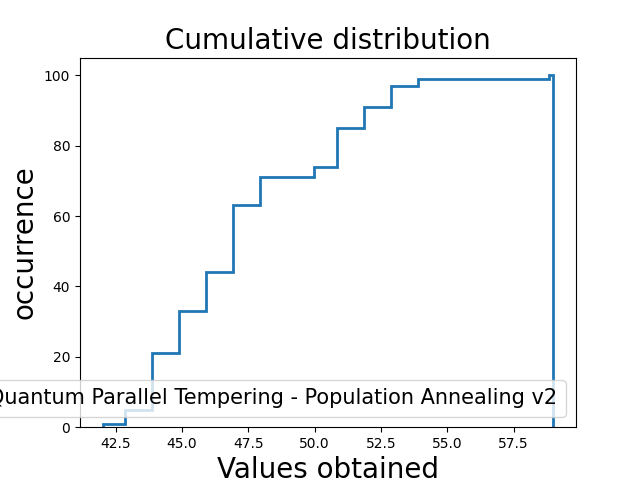 Cumulative distribution
occurrence
100
80
60
40
20
0
Quantum Parallel Tempering - Population Annealing v2
42.5 45.0 47.5 50.0 52.5 55.0 57.5
Values obtained